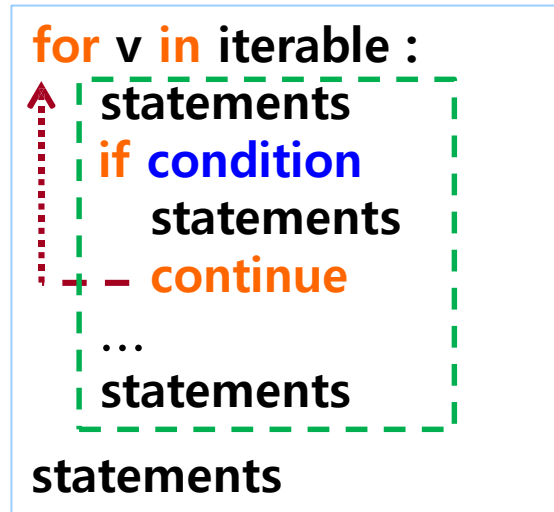 for v in iterable :
statements
if condition
statements
continue
...
statements
statements